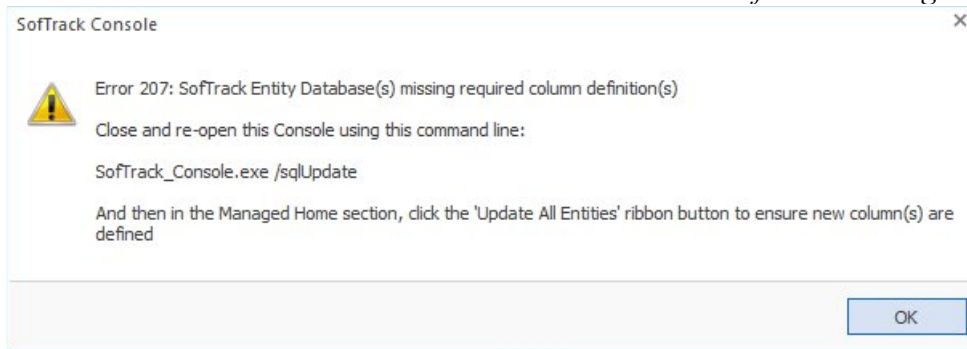 SofTrack Console
Error 207: SofTrack Entity Database(s) missing required column definition(s)
Close and re-open this Console using this command line:
SofTrack_Console.exe /sqlUpdate
And then in the Managed Home section, click the 'Update All Entities' ribbon button to ensure new column(s) are
defined
OK